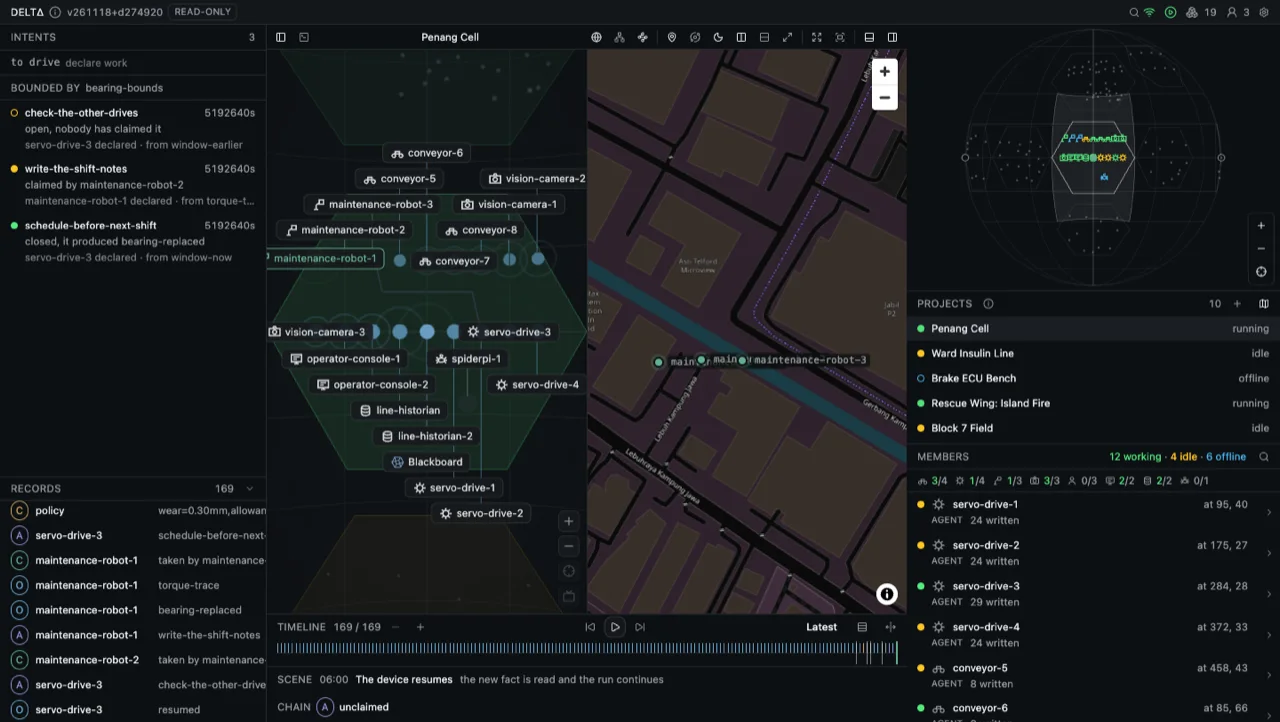 DELTA v261118+d274920 READ-ONLY
19 3
INTENTS 3
to drive declare work
BOUNDED BY bearing-bounds
check-the-other-drives 5192640s
open, nobody has claimed it
servo-drive-3 declared · from window-earlier
write-the-shift-notes 5192640s
claimed by maintenance-robot-2
maintenance-robot-1 declared · from torque-t...
schedule-before-next-shift 5192640s
closed, it produced bearing-replaced
servo-drive-3 declared · from window-now
RECORDS 169
C policy wear=0.30mm,allowan
A servo-drive-3 schedule-before-next-
C maintenance-robot-1 taken by maintenance-
O maintenance-robot-1 torque-trace
O maintenance-robot-1 bearing-replaced
A maintenance-robot-1 write-the-shift-notes
C maintenance-robot-2 taken by maintenance-
A servo-drive-3 check-the-other-drive
O servo-drive-3 resumed
Penang Cell
conveyor-6
conveyor-5
vision-camera-2
maintenance-robot-3
vision-camera-1
maintenance-robot-2
conveyor-8
maintenance-robot-1
conveyor-7
vision-camera-3
servo-drive-3
operator-console-1
spiderpi-1
operator-console-2
servo-drive-4
line-historian
line-historian-2
Blackboard
servo-drive-1
servo-drive-2
+
−
Jabil
P2
main
main
maintenance-robot-3
Lebuh Kampung Jawa
Gerbang Kamp
Lebuhraya Kampung Jawa
TIMELINE 169 / 169 − +
Latest
SCENE 06:00 The device resumes the new fact is read and the run continues
CHAIN A unclaimed
PROJECTS 10 +
Penang Cell running
Ward Insulin Line idle
Brake ECU Bench offline
Rescue Wing: Island Fire running
Block 7 Field idle
MEMBERS 12 working · 4 idle · 6 offline
3/4 1/4 1/3 3/3 0/3 2/2 2/2 0/1
servo-drive-1 at 95, 40
AGENT 24 written
servo-drive-2 at 175, 27
AGENT 24 written
servo-drive-3 at 284, 28
AGENT 29 written
servo-drive-4 at 372, 33
AGENT 24 written
conveyor-5 at 458, 43
AGENT 8 written
conveyor-6 at 85, 66